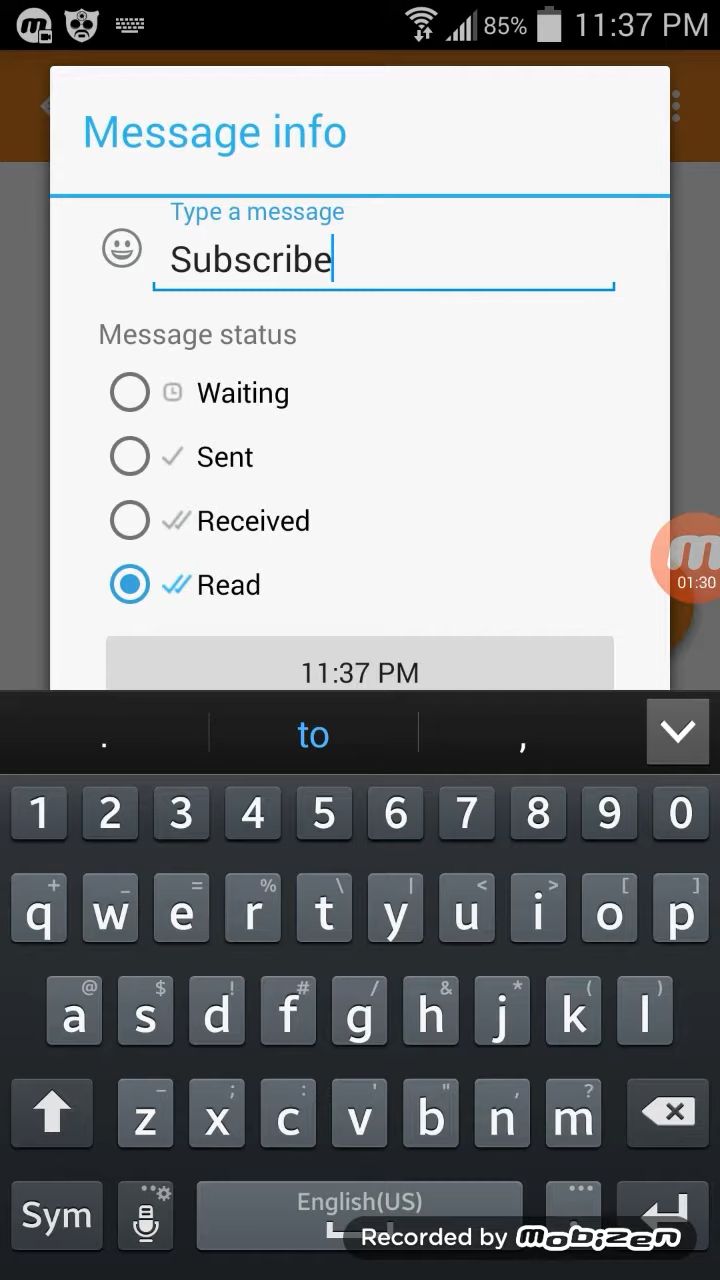 85% 11:37 PM
Message info
Type a message
Subscribe
Message status
Waiting
Sent
Received
Read
01:30
11:37 PM
. to ,
1 2 3 4 5 6 7 8 9 0
+ _ = % \ | < > [ ]
q w e r t y u i o p
@ $ ! # / & * ( )
a s d f g h j k l
- ; : ' " , ?
z x c v b n m
Sym English(US)
Recorded by mobizen